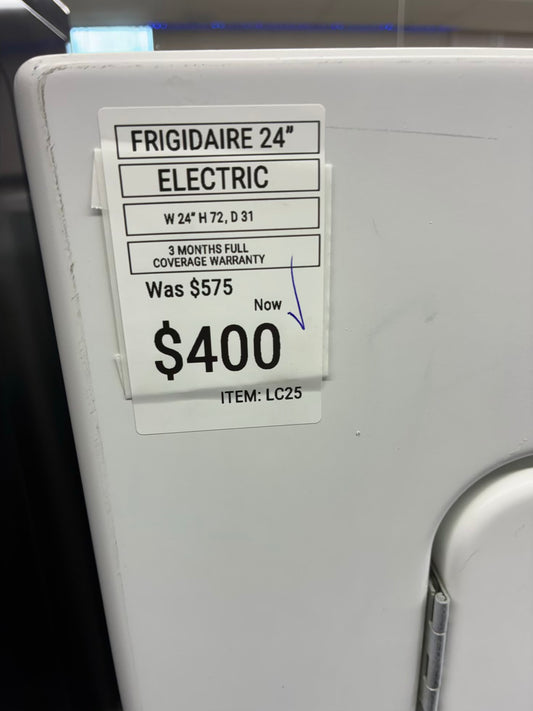 FRIGIDAIRE 24”
ELECTRIC
W 24” H 72, D 31
3 MONTHS FULL
COVERAGE WARRANTY
Was $575
Now
$400
ITEM: LC25